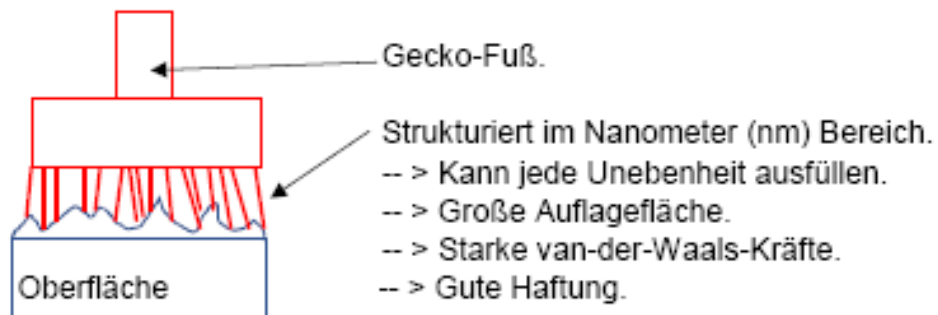 Gecko-Fuß.
Strukturiert im Nanometer (nm) Bereich.
-- > Kann jede Unebenheit ausfüllen.
-- > Große Auflagefläche.
-- > Starke van-der-Waals-Kräfte.
-- > Gute Haftung.
Oberfläche